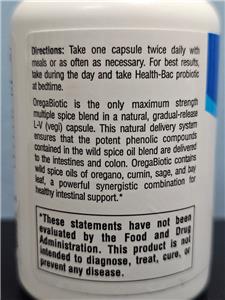 Directions: Take one capsule twice daily with
meals or as often as necessary. For best results,
take during the day and take Health-Bac probiotic
at bedtime.
OregaBiotic is the only maximum strength
multiple spice blend in a natural, gradual-release
L-V (vegi) capsule. This natural delivery system
ensures that the potent phenolic compounds
contained in the wild spice oil blend are delivered
to the intestines and colon. OregaBiotic contains
wild spice oils of oregano, cumin, sage, and bay
leaf, a powerful synergistic combination for
healthy intestinal support.*
*These statements have not been
evaluated by the Food and Drug
Administration. This product is not
intended to diagnose, treat, cure, or
prevent any disease.